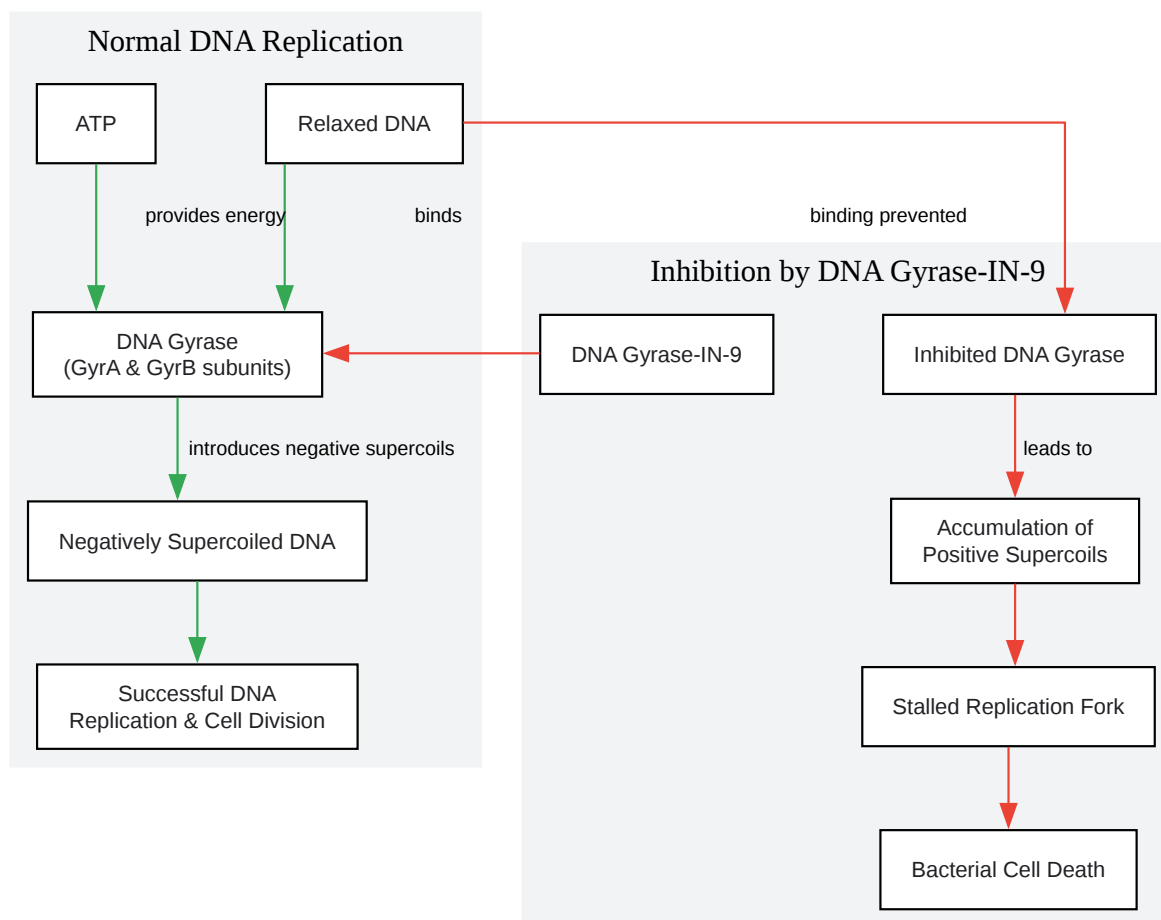 Normal DNA Replication
ATP
Relaxed DNA
provides energy
binds
binding prevented
Inhibition by DNA Gyrase-IN-9
DNA Gyrase
(GyrA & GyrB subunits)
DNA Gyrase-IN-9
Inhibited DNA Gyrase
introduces negative supercoils
leads to
Negatively Supercoiled DNA
Accumulation of
Positive Supercoils
Successful DNA
Replication & Cell Division
Stalled Replication Fork
Bacterial Cell Death